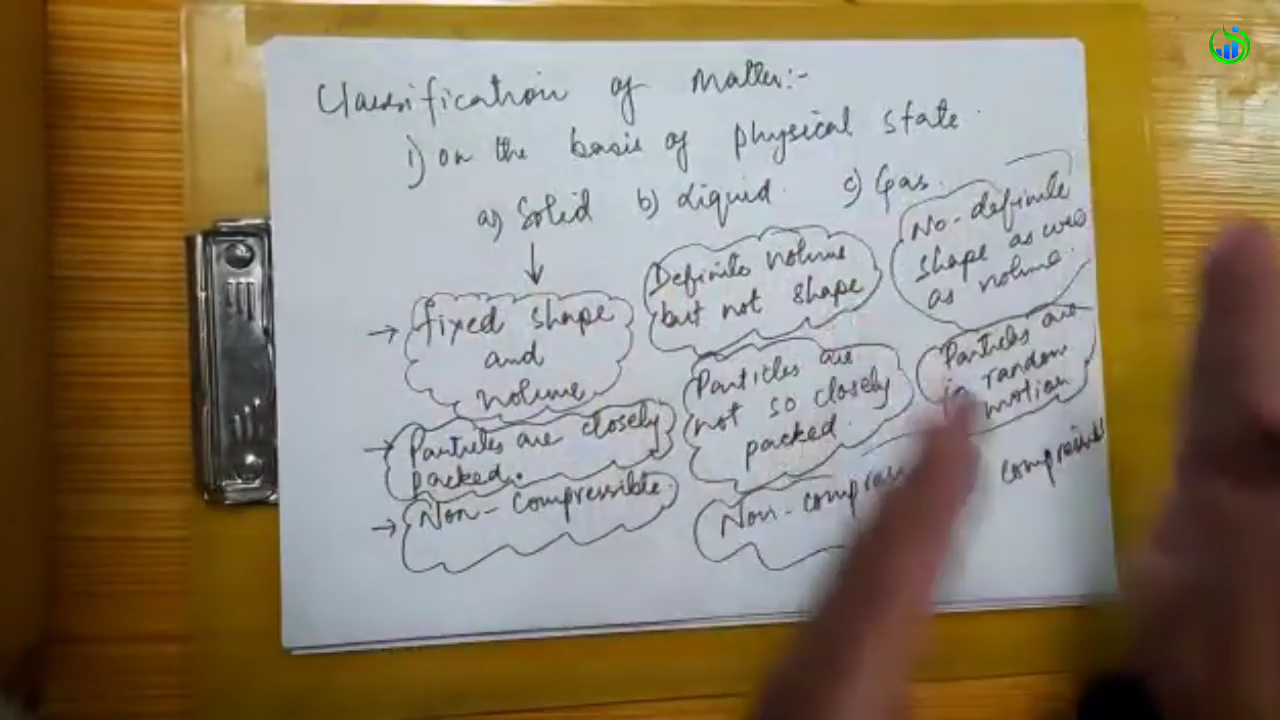 Classification of Matter:-
1) on the basis of physical state.
a) Solid b) Liquid. c) Gas.
fixed shape
and
volume
Particles are closely
packed.
Non-compressible.
Definite volume
but not shape
Particles are
not so closely
packed.
Non-
No-definite
shape as well
as volume.
Particles are
in random
motion